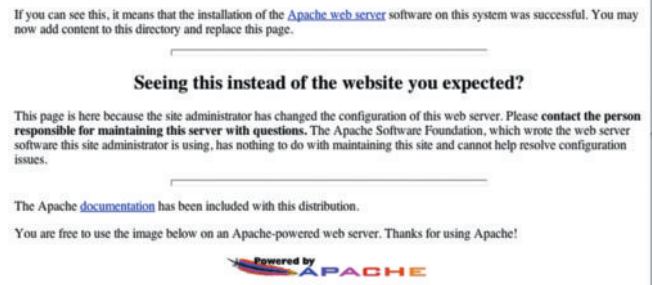 If you can see this, it means that the installation of the Apache web server software on this system was successful. You may
now add content to this directory and replace this page.
Seeing this instead of the website you expected?
This page is here because the site administrator has changed the configuration of this web server. Please contact the person
responsible for maintaining this server with questions. The Apache Software Foundation, which wrote the web server
software this site administrator is using, has nothing to do with maintaining this site and cannot help resolve configuration
issues.
The Apache documentation has been included with this distribution.
You are free to use the image below on an Apache-powered web server. Thanks for using Apache!
Powered by
APACHE